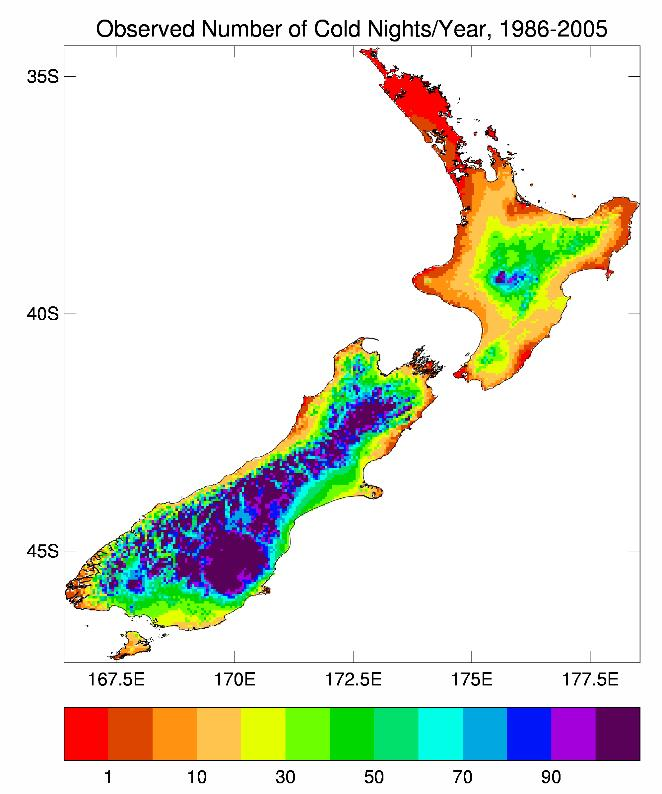 Observed Number of Cold Nights/Year, 1986-2005
35S
40S
45S
167.5E 170E 172.5E 175E 177.5E
1 10 30 50 70 90